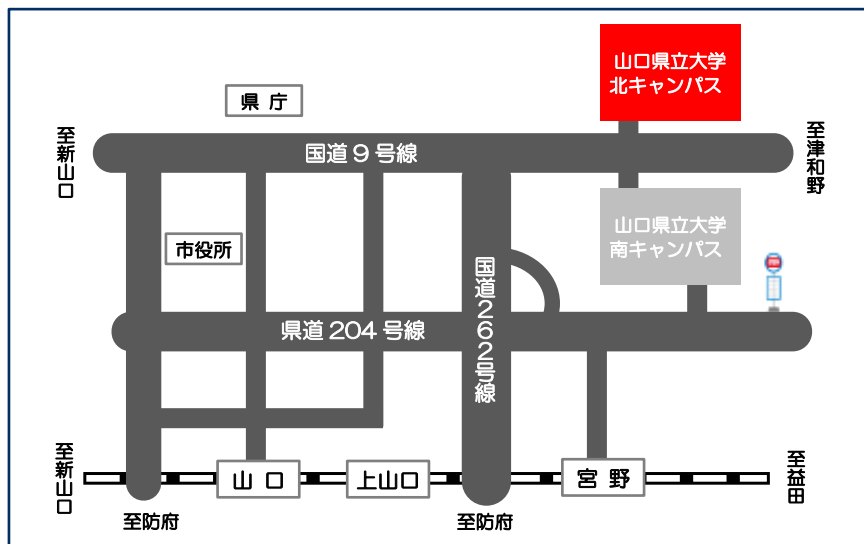 山口県立大学
北キャンパス
県庁
至新山口
国道9号線
至津和野
市役所
山口県立大学
南キャンパス
国道262号線
県道204号線
至新山口
山口
上山口
宮野
至益田
至防府
至防府